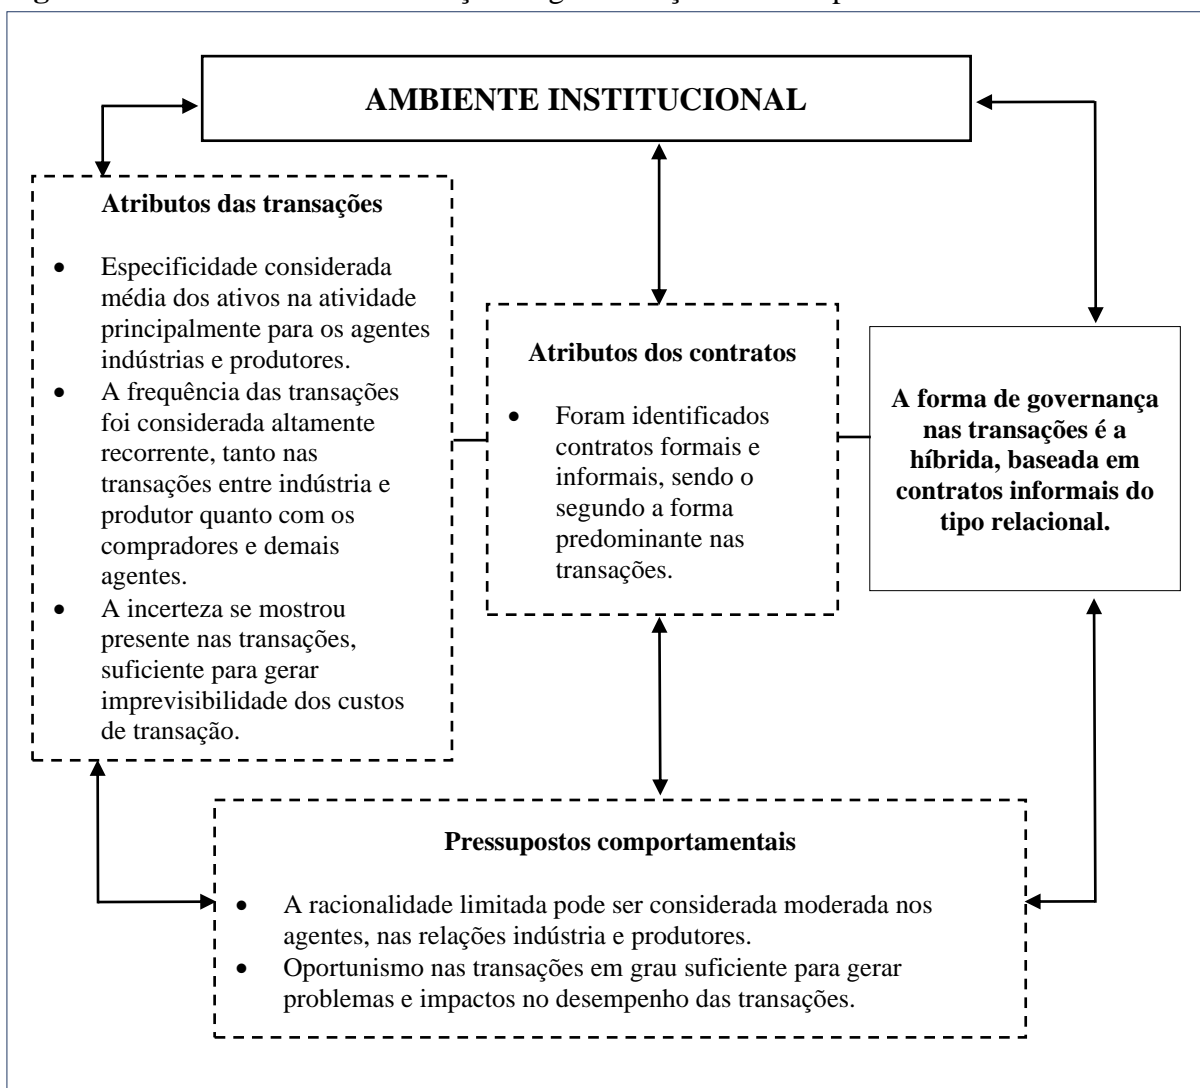 AMBIENTE INSTITUCIONAL
Atributos das transações
• Especificidade considerada
média dos ativos na atividade
principalmente para os agentes
indústrias e produtores.
• A frequência das transações
foi considerada altamente
recorrente, tanto nas
transações entre indústria e
produtor quanto com os
compradores e demais
agentes.
• A incerteza se mostrou
presente nas transações,
suficiente para gerar
imprevisibilidade dos custos
de transação.
Atributos dos contratos
• Foram identificados
contratos formais e
informais, sendo o
segundo a forma
predominante nas
transações.
A forma de governança
nas transações é a
híbrida, baseada em
contratos informais do
tipo relacional.
Pressupostos comportamentais
• A racionalidade limitada pode ser considerada moderada nos
agentes, nas relações indústria e produtores.
• Oportunismo nas transações em grau suficiente para gerar
problemas e impactos no desempenho das transações.